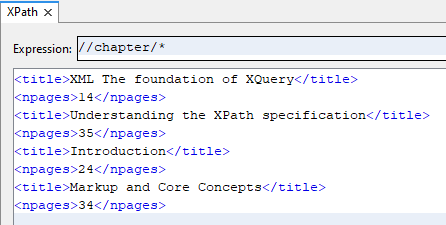 XPath
Expression: //chapter/*
<title>XML The foundation of XQuery</title>
<npages>14</npages>
<title>Understanding the XPath specification</title>
<npages>35</npages>
<title>Introduction</title>
<npages>24</npages>
<title>Markup and Core Concepts</title>
<npages>34</npages>